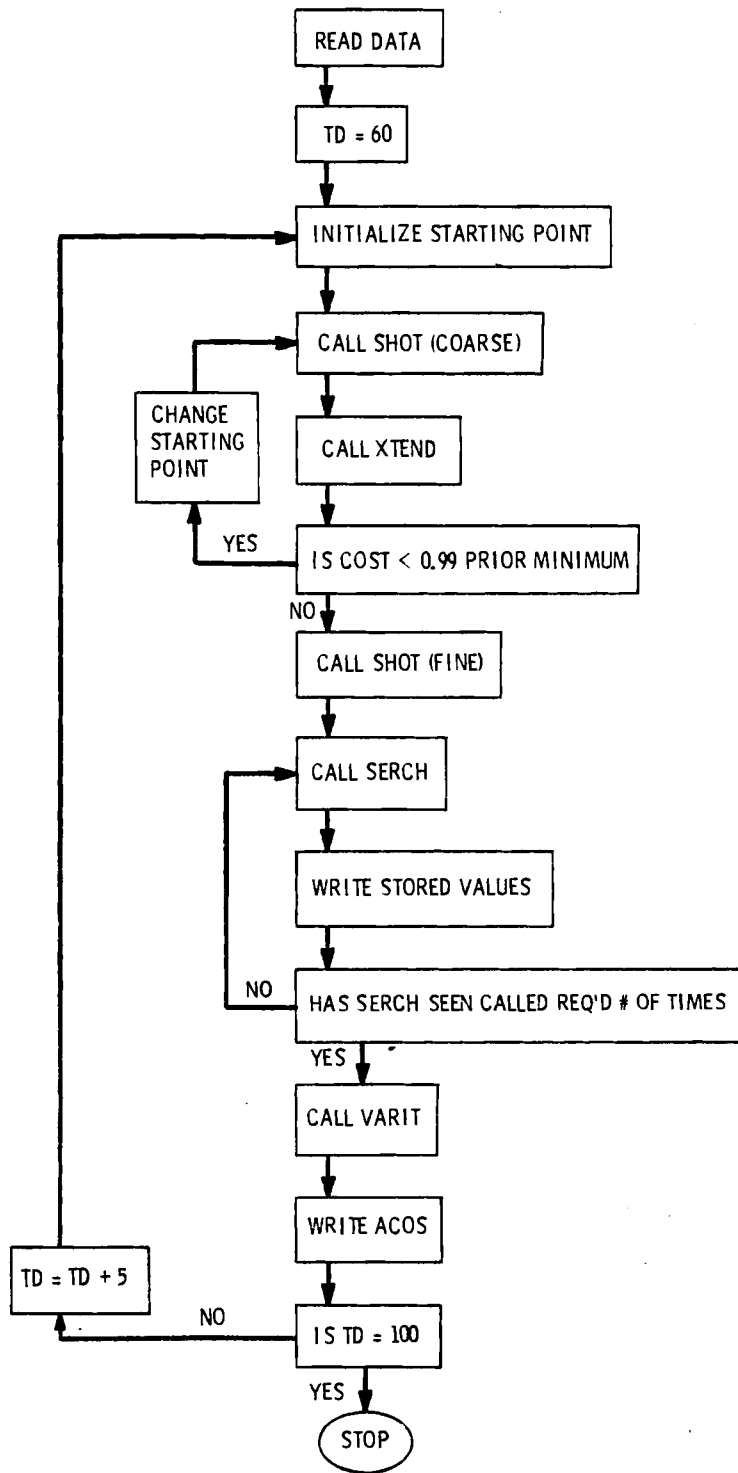 READ DATA
TD = 60
INITIALIZE STARTING POINT
CALL SHOT (COARSE)
CHANGE
STARTING
POINT
CALL XTEND
YES
IS COST < 0.99 PRIOR MINIMUM
NO
CALL SHOT (FINE)
CALL SERCH
WRITE STORED VALUES
NO
HAS SERCH SEEN CALLED REQ'D # OF TIMES
YES
CALL VARIT
WRITE ACOS
TD = TD + 5
NO
IS TD = 100
YES
STOP